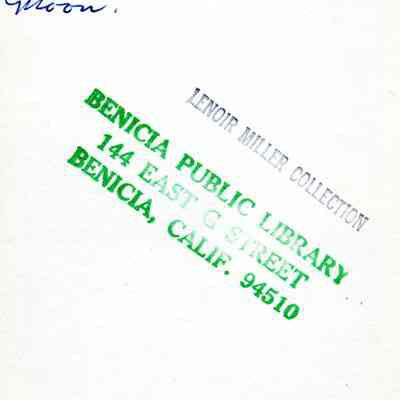 Moon.
LENOIR MILLER COLLECTION
BENICIA PUBLIC LIBRARY
144 EAST G STREET
BENICIA, CALIF. 94510